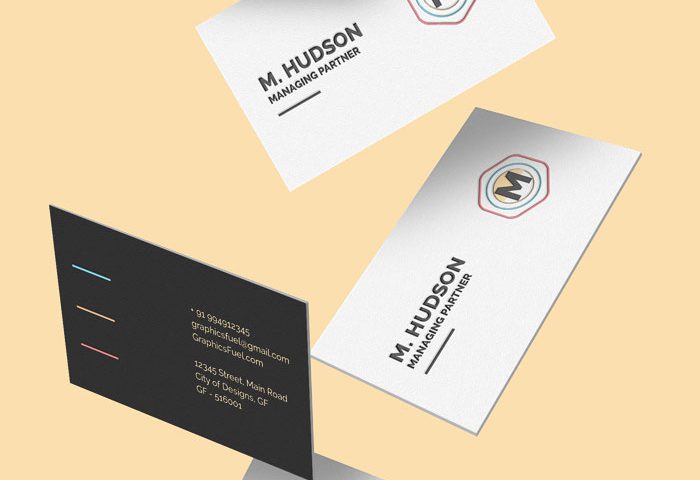 M. HUDSON
MANAGING PARTNER
M
M. HUDSON
MANAGING PARTNER
* 91 994912345
graphicsfuel@gmail.com
GraphicsFuel.com
12345 Street, Main Road
City of Designs, GF
GF - 516001